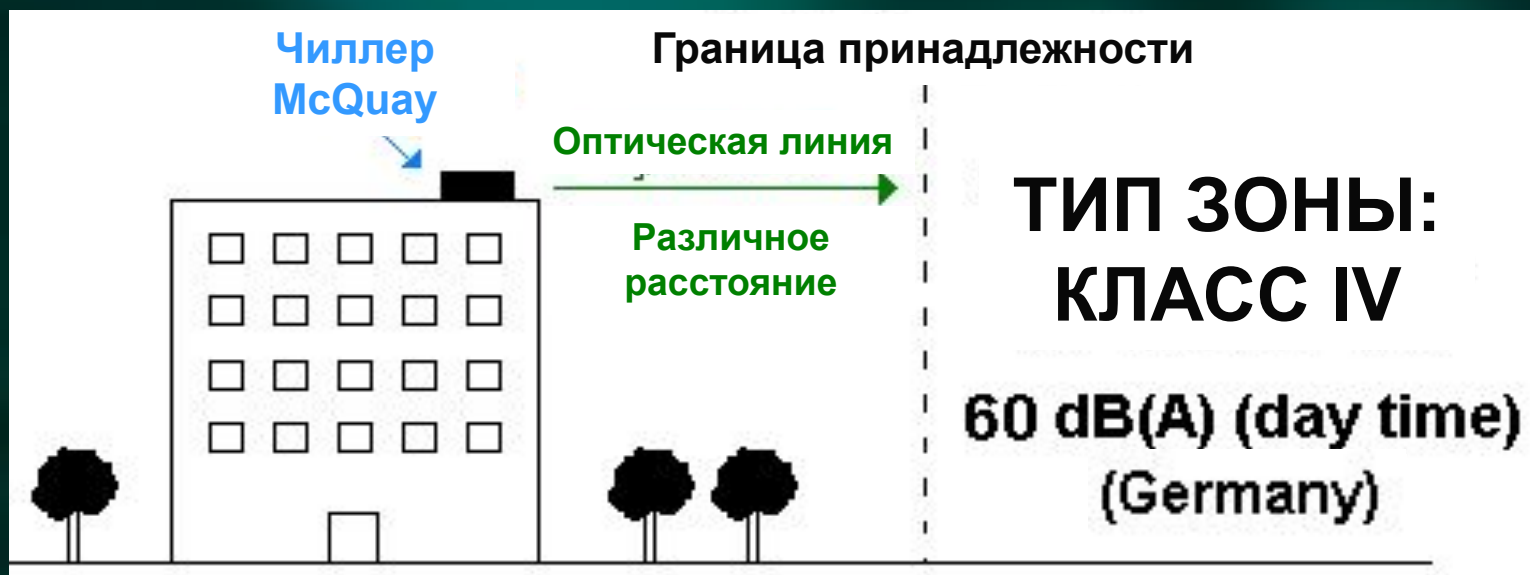 Чиллер
McQuay
Граница принадлежности
Оптическая линия
Различное
расстояние
ТИП ЗОНЫ:
КЛАСС IV
60 dB(A) (day time)
(Germany)